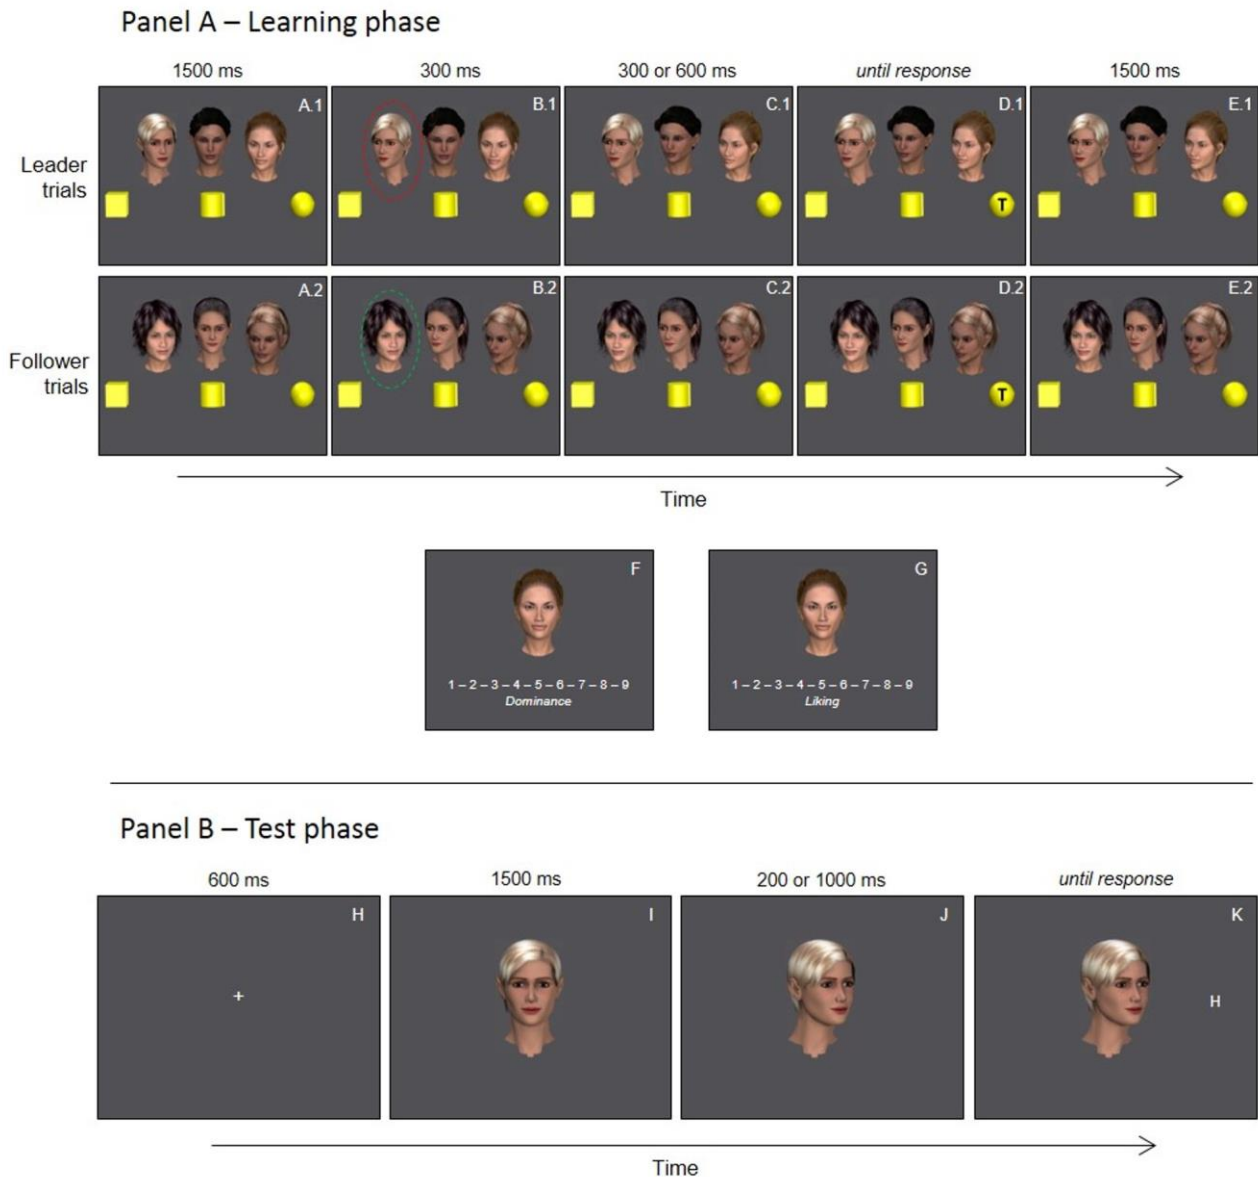 Panel A – Learning phase
1500 ms 300 ms 300 or 600 ms until response 1500 ms
Leader trials
A.1 B.1 C.1 D.1 E.1
T
Follower trials
A.2 B.2 C.2 D.2 E.2
T
Time
F G
1 – 2 – 3 – 4 – 5 – 6 – 7 – 8 – 9 1 – 2 – 3 – 4 – 5 – 6 – 7 – 8 – 9
Dominance Liking
Panel B – Test phase
600 ms 1500 ms 200 or 1000 ms until response
H I J K
+ H
Time